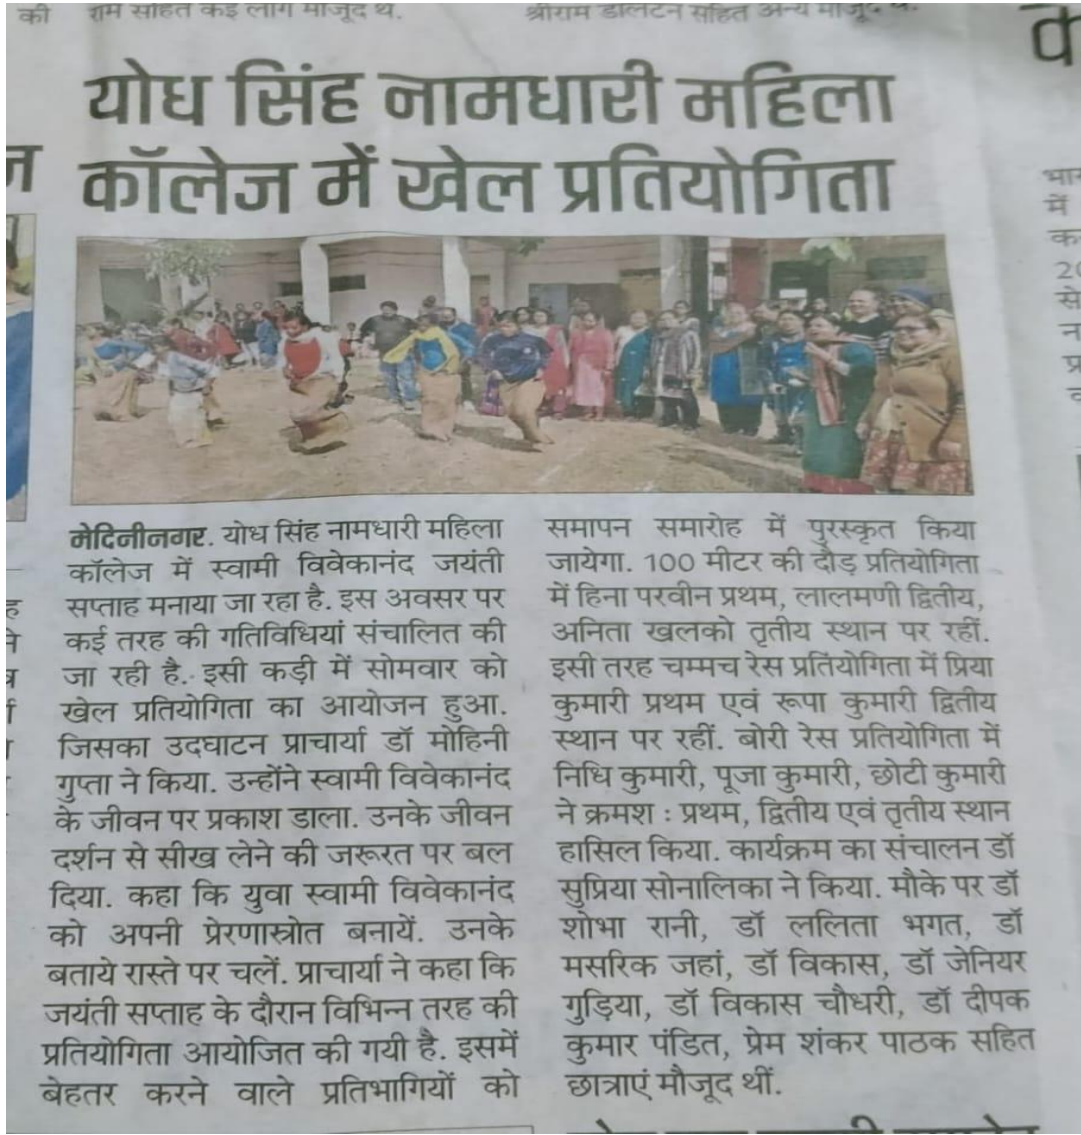 की
राम सहित कई लोग मौजूद थे.
श्रीराम डालटन सहित अन्य मौजूद थे.
योध सिंह नामधारी महिला
कॉलेज में खेल प्रतियोगिता
मेदिनीनगर. योध सिंह नामधारी महिला
कॉलेज में स्वामी विवेकानंद जयंती
सप्ताह मनाया जा रहा है. इस अवसर पर
कई तरह की गतिविधियां संचालित की
जा रही है. इसी कड़ी में सोमवार को
खेल प्रतियोगिता का आयोजन हुआ.
जिसका उदघाटन प्राचार्या डॉ मोहिनी
गुप्ता ने किया. उन्होंने स्वामी विवेकानंद
के जीवन पर प्रकाश डाला. उनके जीवन
दर्शन से सीख लेने की जरूरत पर बल
दिया. कहा कि युवा स्वामी विवेकानंद
को अपनी प्रेरणास्रोत बनायें. उनके
बताये रास्ते पर चलें. प्राचार्या ने कहा कि
जयंती सप्ताह के दौरान विभिन्न तरह की
प्रतियोगिता आयोजित की गयी है. इसमें
बेहतर करने वाले प्रतिभागियों को
समापन समारोह में पुरस्कृत किया
जायेगा. 100 मीटर की दौड़ प्रतियोगिता
में हिना परवीन प्रथम, लालमणी द्वितीय,
अनिता खलको तृतीय स्थान पर रहीं.
इसी तरह चम्मच रेस प्रतियोगिता में प्रिया
कुमारी प्रथम एवं रूपा कुमारी द्वितीय
स्थान पर रहीं. बोरी रेस प्रतियोगिता में
निधि कुमारी, पूजा कुमारी, छोटी कुमारी
ने क्रमश : प्रथम, द्वितीय एवं तृतीय स्थान
हासिल किया. कार्यक्रम का संचालन डॉ
सुप्रिया सोनालिका ने किया. मौके पर डॉ
शोभा रानी, डॉ ललिता भगत, डॉ
मसरिक जहां, डॉ विकास, डॉ जेनियर
गुड़िया, डॉ विकास चौधरी, डॉ दीपक
कुमार पंडित, प्रेम शंकर पाठक सहित
छात्राएं मौजूद थीं.